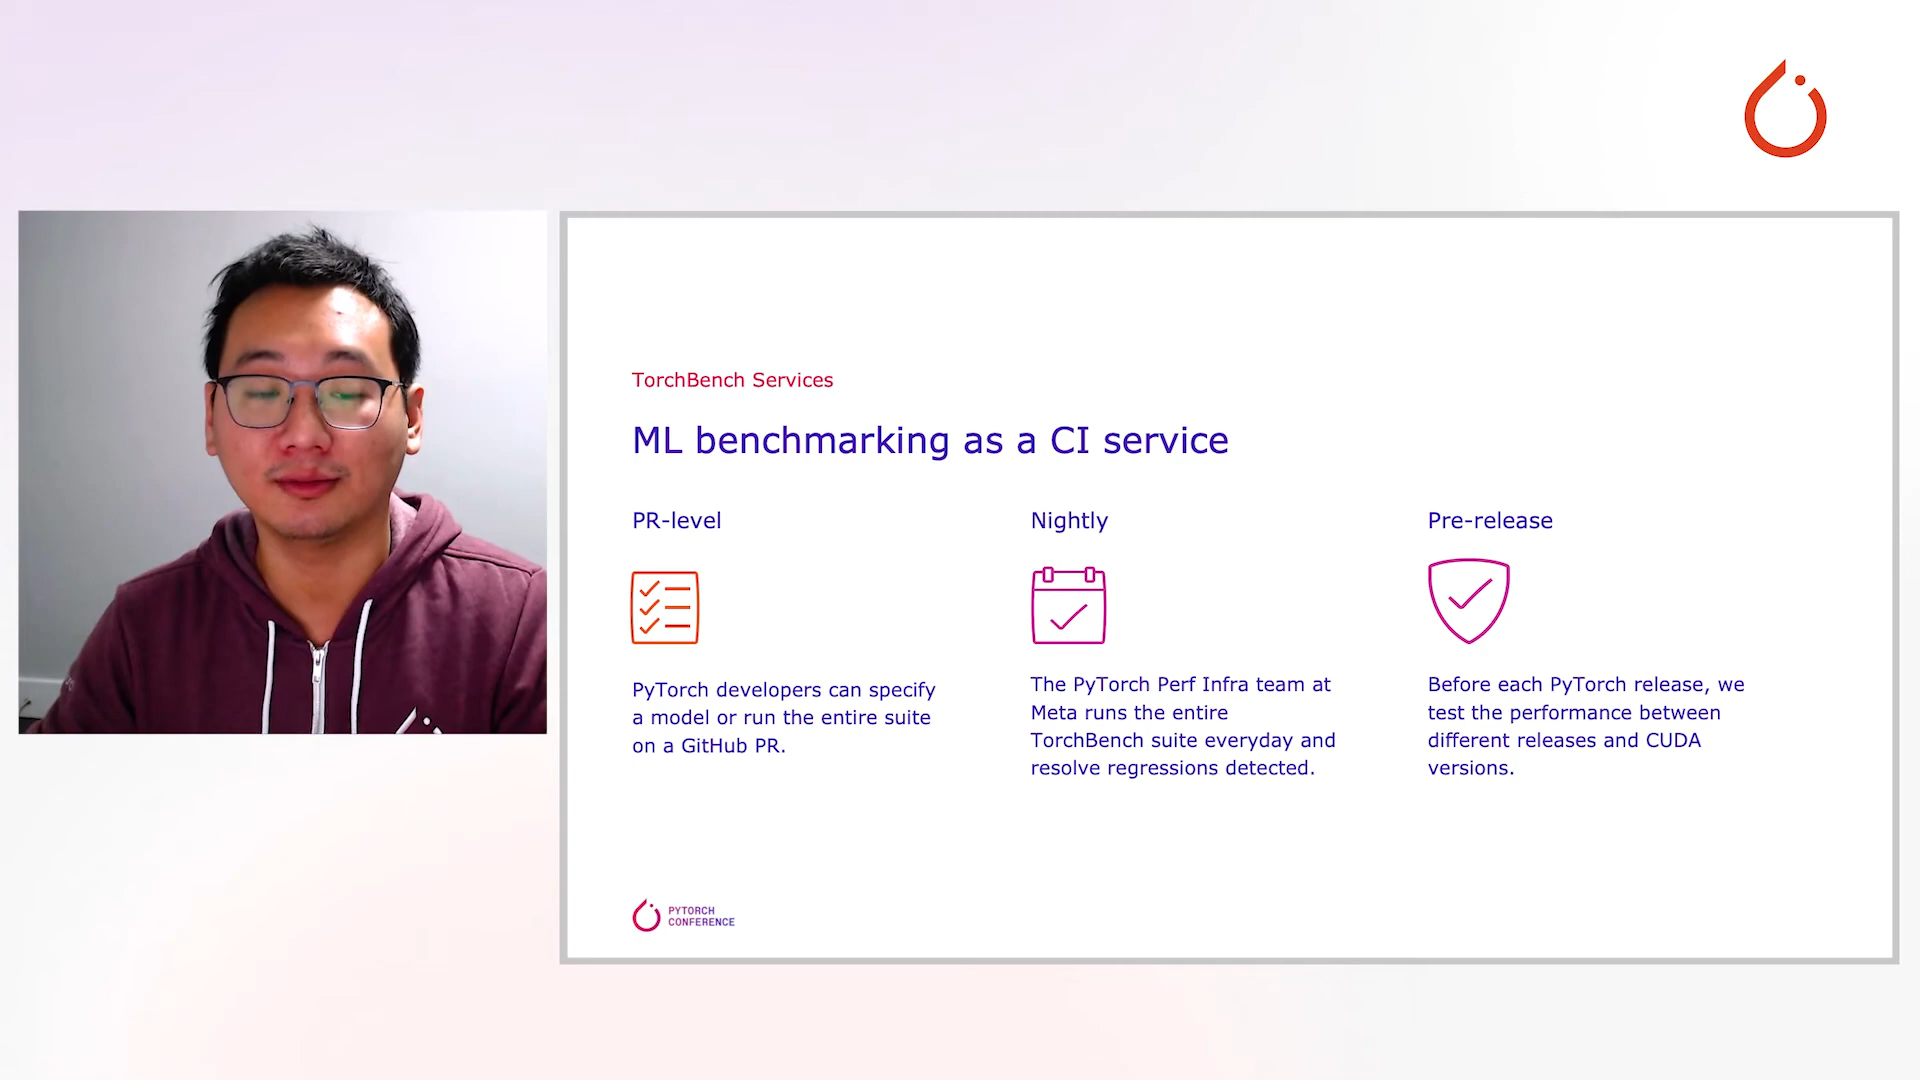 TorchBench Services
ML benchmarking as a CI service
PR-level
PyTorch developers can specify
a model or run the entire suite
on a GitHub PR.
Nightly
The PyTorch Perf Infra team at
Meta runs the entire
TorchBench suite everyday and
resolve regressions detected.
Pre-release
Before each PyTorch release, we
test the performance between
different releases and CUDA
versions.
PYTORCH
CONFERENCE